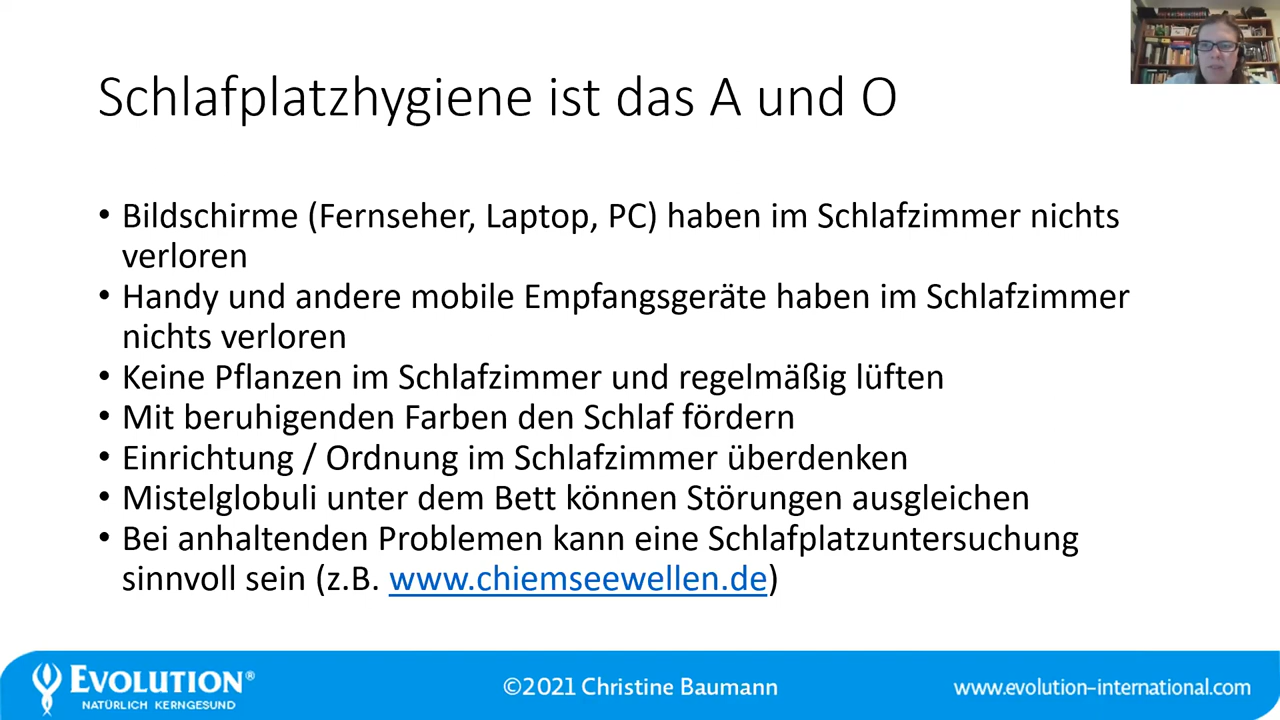 Schlafplatzhygiene ist das A und O
• Bildschirme (Fernseher, Laptop, PC) haben im Schlafzimmer nichts
verloren
• Handy und andere mobile Empfangsgeräte haben im Schlafzimmer
nichts verloren
• Keine Pflanzen im Schlafzimmer und regelmäßig lüften
• Mit beruhigenden Farben den Schlaf fördern
• Einrichtung / Ordnung im Schlafzimmer überdenken
• Mistelglobuli unter dem Bett können Störungen ausgleichen
• Bei anhaltenden Problemen kann eine Schlafplatzuntersuchung
sinnvoll sein (z.B. www.chiemseewellen.de)
EVOLUTION®
NATÜRLICH KERNGESUND
©2021 Christine Baumann
www.evolution-international.com